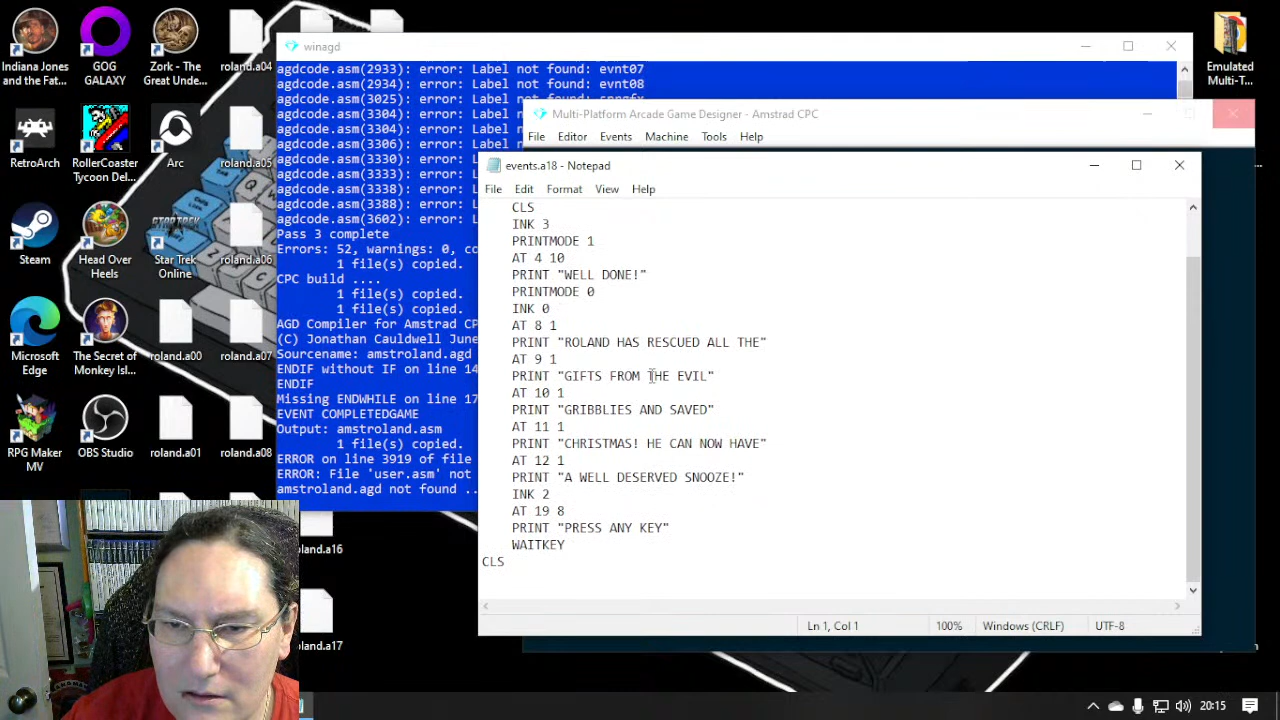 Indiana Jones
and the Fat...
GOG
GALAXY
Zork - The
Great Unde...
roland.a04
RetroArch
RollerCoaster
Tycoon Del...
Arc
roland.a05
Steam
Head Over
Heels
Star Trek
Online
roland.a06
Microsoft
Edge
The Secret of
Monkey Isl...
roland.a00
roland.a07
RPG Maker
MV
OBS Studio
roland.a01
roland.a08
roland.a16
roland.a17
Emulated
Multi-T...
winagd
agdcode.asm(2933): error: Label not found: evnt07
agdcode.asm(2934): error: Label not found: evnt08
agdcode.asm(3025): error: Label not found:
agdcode.asm(3304): error: Label n
agdcode.asm(3304): error: Label n
agdcode.asm(3306): error: Label n
agdcode.asm(3330): error: L
agdcode.asm(3333): error: L
agdcode.asm(3338): error: L
agdcode.asm(3388): error: L
agdcode.asm(3602): error: L
Pass 3 complete
Errors: 52, warnings: 0, co
1 file(s) copied.
CPC build ....
1 file(s) copied.
1 file(s) copied.
AGD Compiler for Amstrad CP
(C) Jonathan Cauldwell June
Sourcename: amstroland.agd
ENDIF without IF on line 14
ENDIF
Missing ENDWHILE on line 17
EVENT COMPLETEDGAME
Output: amstroland.asm
1 file(s) copied.
ERROR on line 3919 of file
ERROR: File 'user.asm' not
amstroland.agd not found ..
Multi-Platform Arcade Game Designer - Amstrad CPC
File Editor Events Machine Tools Help
events.a18 - Notepad
File Edit Format View Help
CLS
INK 3
PRINTMODE 1
AT 4 10
PRINT "WELL DONE!"
PRINTMODE 0
INK 0
AT 8 1
PRINT "ROLAND HAS RESCUED ALL THE"
AT 9 1
PRINT "GIFTS FROM THE EVIL"
AT 10 1
PRINT "GRIBBLIES AND SAVED"
AT 11 1
PRINT "CHRISTMAS! HE CAN NOW HAVE"
AT 12 1
PRINT "A WELL DESERVED SNOOZE!"
INK 2
AT 19 8
PRINT "PRESS ANY KEY"
WAITKEY
CLS
Ln 1, Col 1 100% Windows (CRLF) UTF-8
20:15